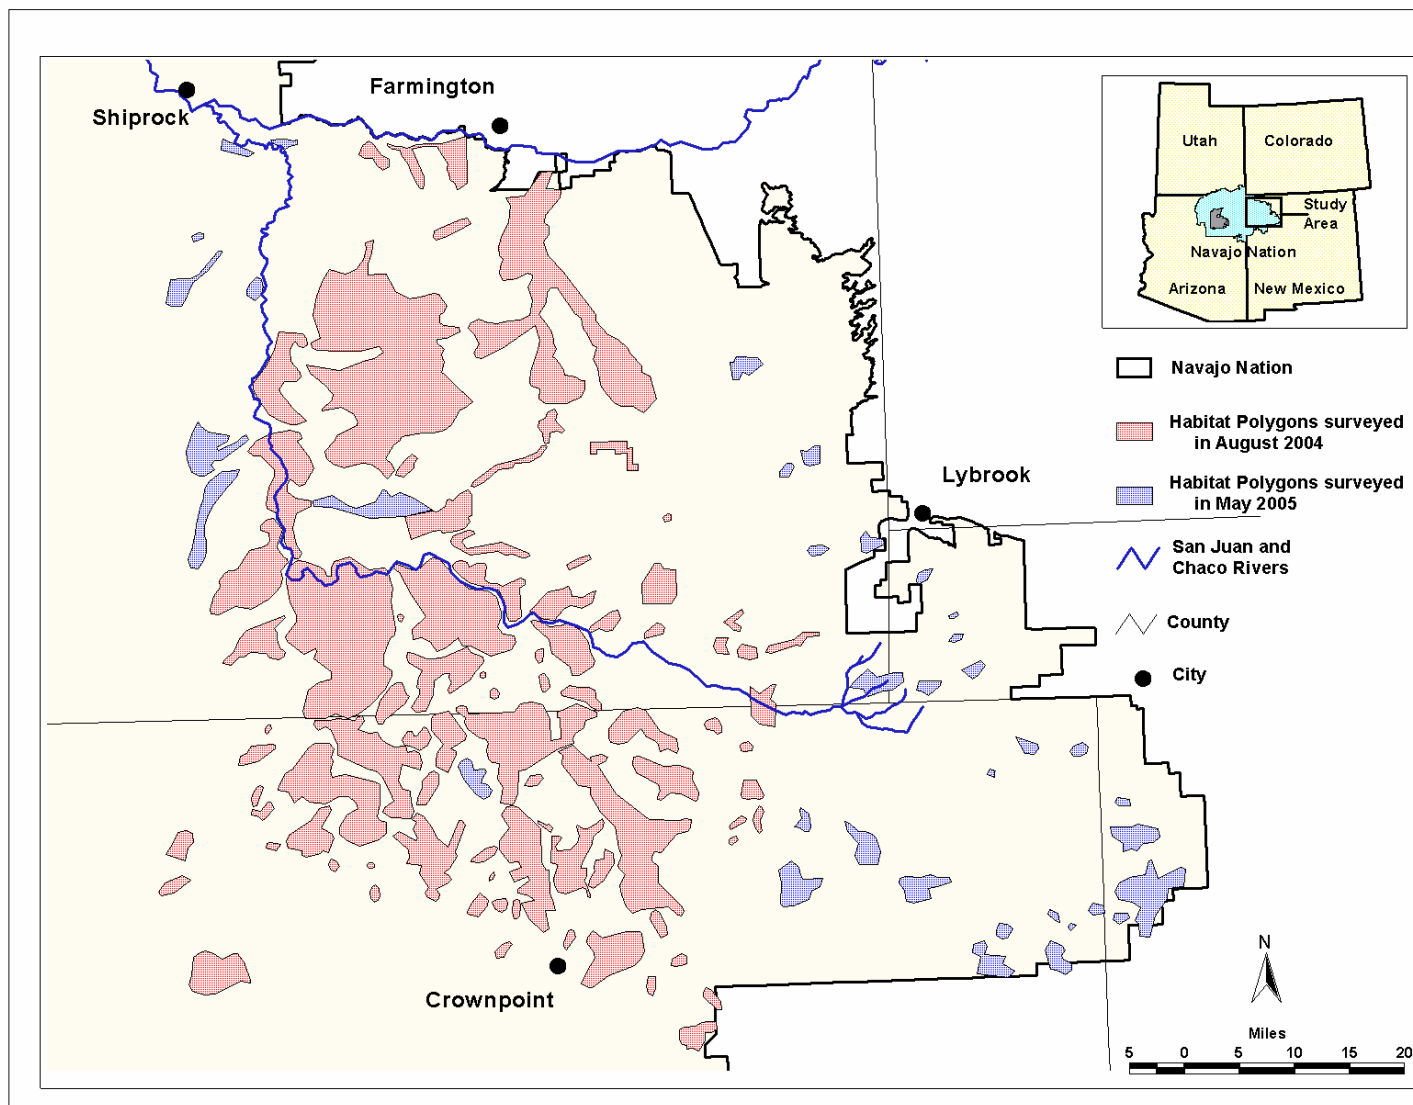 Farmington
Shiprock
Utah
Colorado
Study
Area
Navajo Nation
Arizona
New Mexico
Navajo Nation
Habitat Polygons surveyed
in August 2004
Lybrook
Habitat Polygons surveyed
in May 2005
San Juan and
Chaco Rivers
County
City
N
Crownpoint
Miles
5 0 5 10 15 20